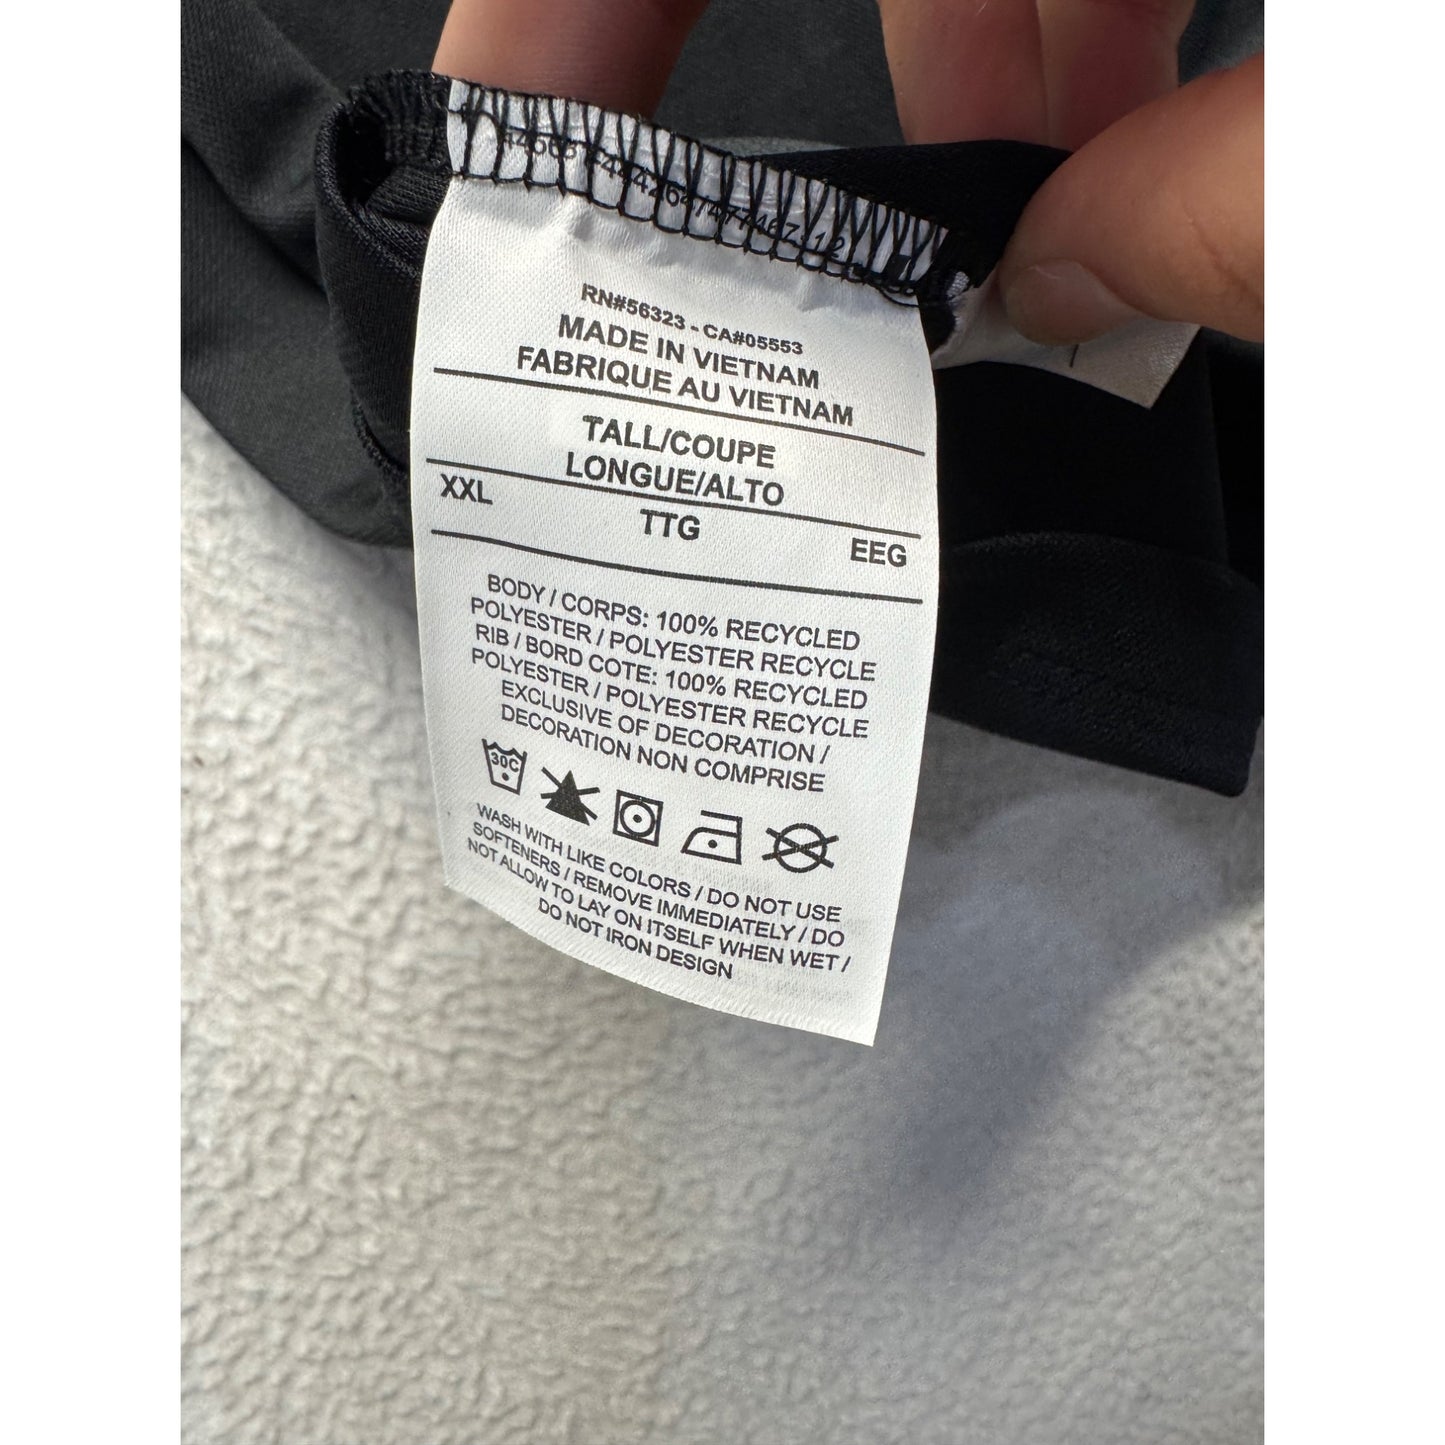 RN#56323 - CA#05553
MADE IN VIETNAM
FABRIQUE AU VIETNAM
TALL/COUPE
LONGUE/ALTO
XXL TTG EEG
BODY / CORPS: 100% RECYCLED
POLYESTER / POLYESTER RECYCLE
RIB / BORD COTE: 100% RECYCLED
POLYESTER / POLYESTER RECYCLE
EXCLUSIVE OF DECORATION /
DECORATION NON COMPRISE
30C
WASH WITH LIKE COLORS / DO NOT USE
SOFTENERS / REMOVE IMMEDIATELY / DO
NOT ALLOW TO LAY ON ITSELF WHEN WET /
DO NOT IRON DESIGN